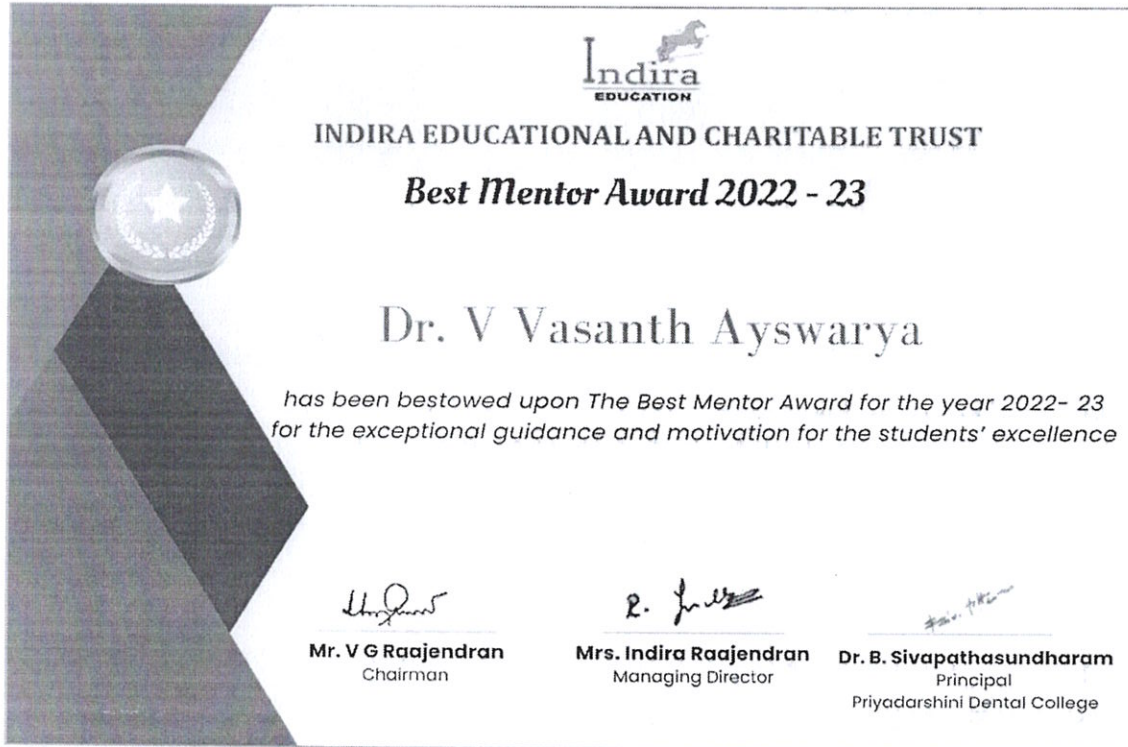 Indira
EDUCATION
INDIRA EDUCATIONAL AND CHARITABLE TRUST
Best Mentor Award 2022 - 23
Dr. V Vasanth Ayswarya
has been bestowed upon The Best Mentor Award for the year 2022- 23
for the exceptional guidance and motivation for the students' excellence
Mr. V G Raajendran
Chairman
Mrs. Indira Raajendran
Managing Director
Dr. B. Sivapathasundharam
Principal
Priyadarshini Dental College